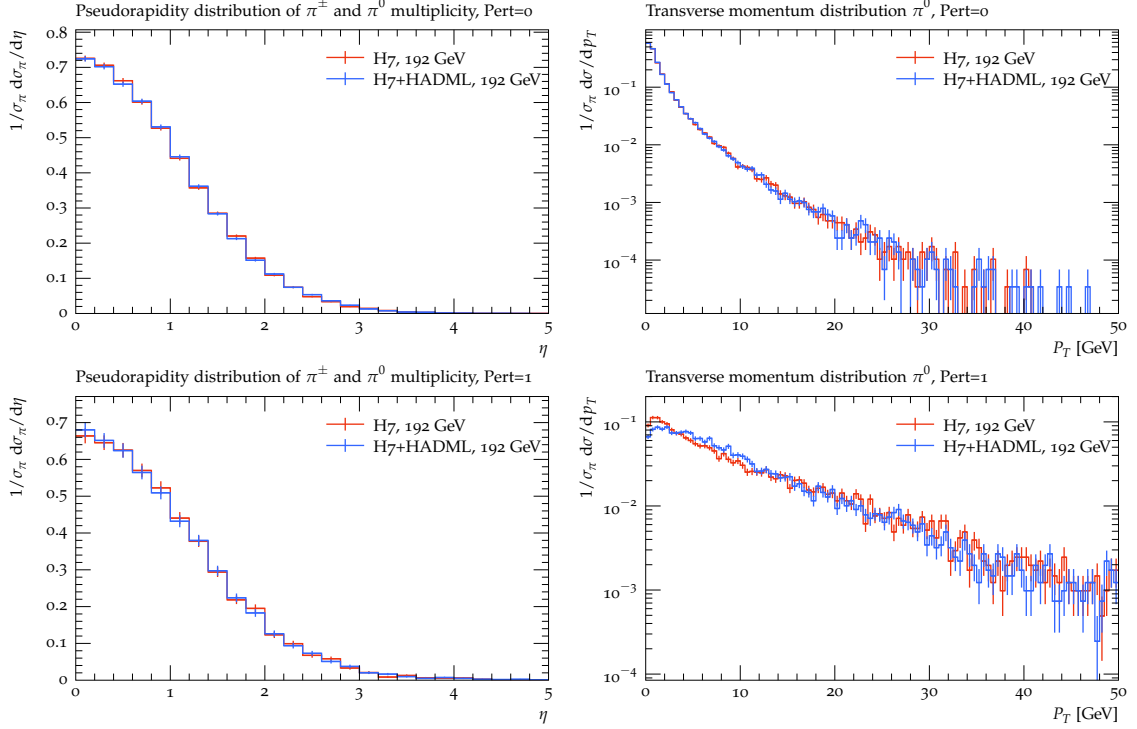 Pseudorapidity distribution of π± and π⁰ multiplicity, Pert=0
1/σπ dσπ/dη
0.8
0.7
0.6
0.5
0.4
0.3
0.2
0.1
0
H7, 192 GeV
H7+HADML, 192 GeV
0 1 2 3 4 5
η
Transverse momentum distribution π⁰, Pert=0
1/σπ dσ/dpT
10⁻¹
10⁻²
10⁻³
10⁻⁴
H7, 192 GeV
H7+HADML, 192 GeV
0 10 20 30 40 50
PT [GeV]
Pseudorapidity distribution of π± and π⁰ multiplicity, Pert=1
1/σπ dσπ/dη
0.7
0.6
0.5
0.4
0.3
0.2
0.1
0
H7, 192 GeV
H7+HADML, 192 GeV
0 1 2 3 4 5
η
Transverse momentum distribution π⁰, Pert=1
1/σπ dσ/dpT
10⁻¹
10⁻²
10⁻³
10⁻⁴
H7, 192 GeV
H7+HADML, 192 GeV
0 10 20 30 40 50
PT [GeV]